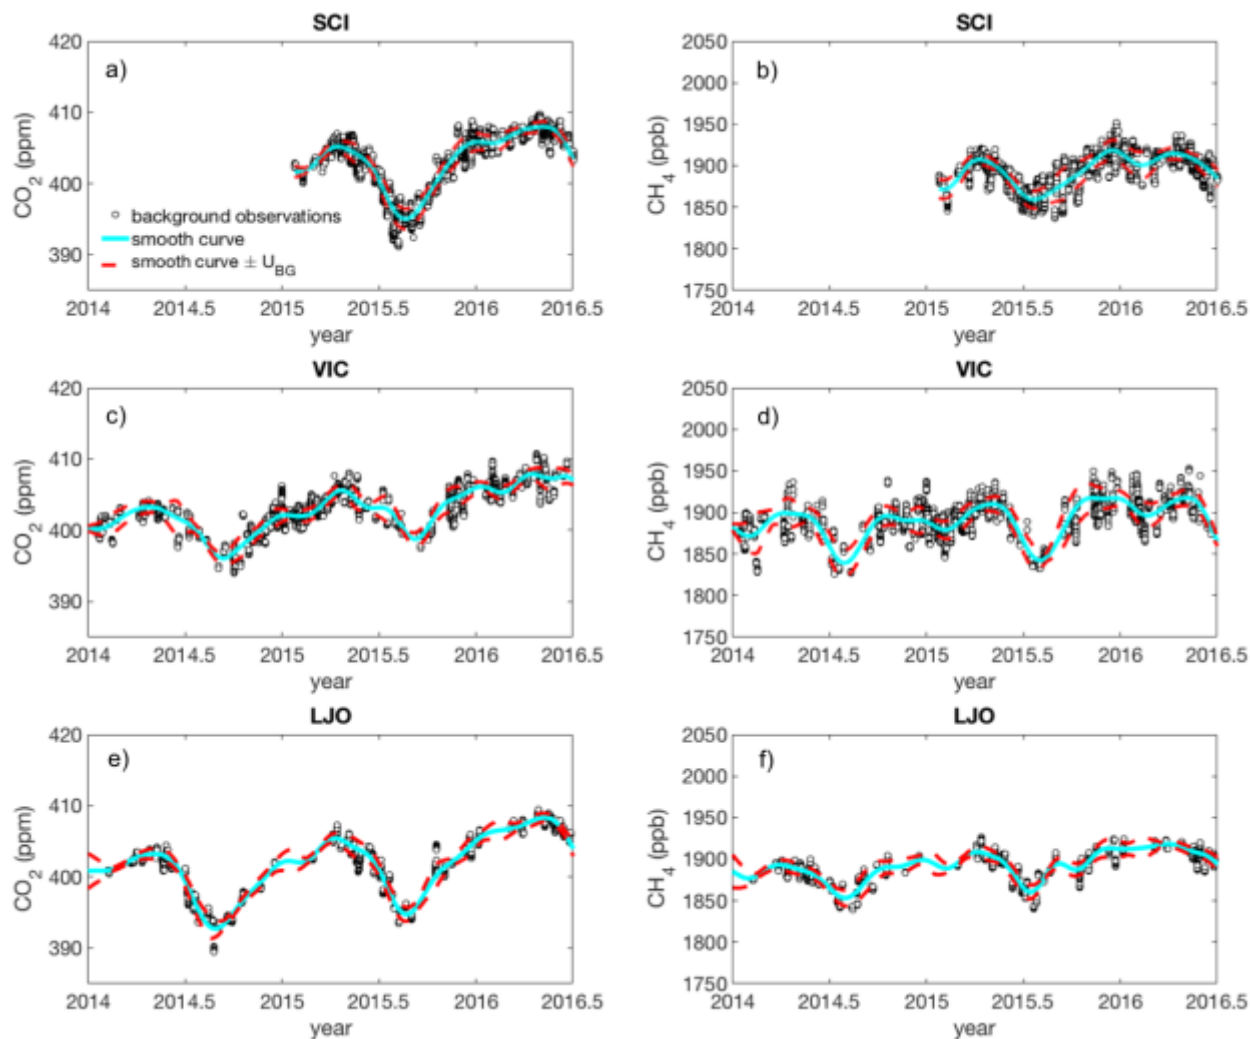 SCI
a)
CO2 (ppm)
420
410
400
390
background observations
smooth curve
smooth curve ± UBG
2014 2014.5 2015 2015.5 2016 2016.5
year
SCI
b)
CH4 (ppb)
2050
2000
1950
1900
1850
1800
1750
2014 2014.5 2015 2015.5 2016 2016.5
year
VIC
c)
CO2 (ppm)
420
410
400
390
2014 2014.5 2015 2015.5 2016 2016.5
year
VIC
d)
CH4 (ppb)
2050
2000
1950
1900
1850
1800
1750
2014 2014.5 2015 2015.5 2016 2016.5
year
LJO
e)
CO2 (ppm)
420
410
400
390
2014 2014.5 2015 2015.5 2016 2016.5
year
LJO
f)
CH4 (ppb)
2050
2000
1950
1900
1850
1800
1750
2014 2014.5 2015 2015.5 2016 2016.5
year